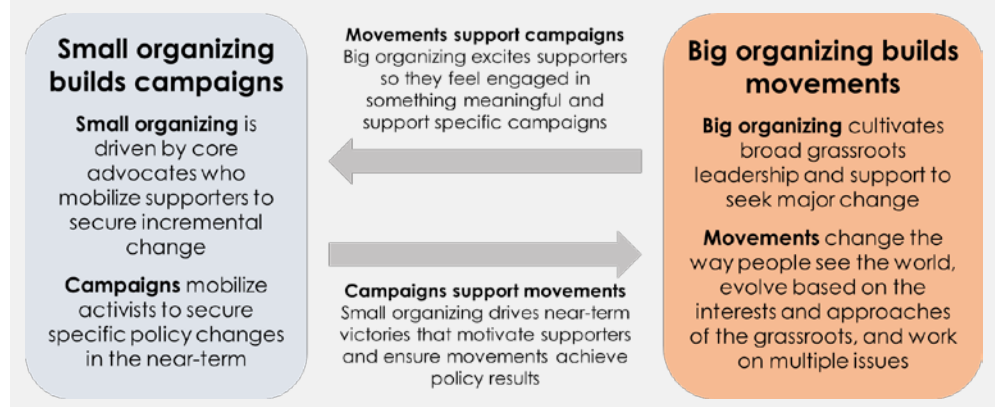 Small organizing
builds campaigns
Small organizing is
driven by core
advocates who
mobilize supporters to
secure incremental
change
Campaigns mobilize
activists to secure
specific policy changes
in the near-term
Movements support campaigns
Big organizing excites supporters
so they feel engaged in
something meaningful and
support specific campaigns
Campaigns support movements
Small organizing drives near-term
victories that motivate supporters
and ensure movements achieve
policy results
Big organizing builds
movements
Big organizing cultivates
broad grassroots
leadership and support to
seek major change
Movements change the
way people see the world,
evolve based on the
interests and approaches
of the grassroots, and work
on multiple issues